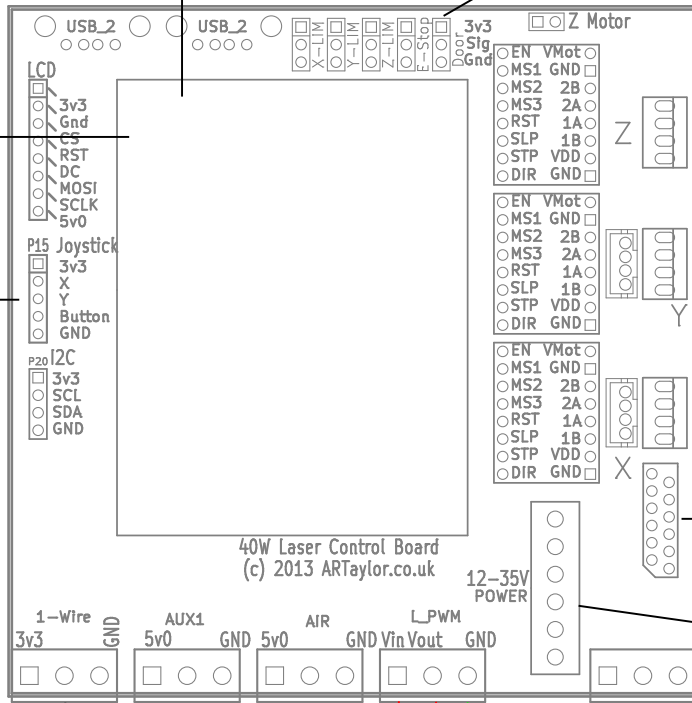 USB_2
USB_2
X-LIM
Y-LIM
Z-LIM
E-Stop
Door
3v3
Sig
Gnd
Z Motor
LCD
3v3
Gnd
CS
RST
DC
MOSI
SCLK
5v0
P15 Joystick
3v3
X
Y
Button
GND
P20 I2C
3v3
SCL
SDA
GND
EN VMot
MS1 GND
MS2 2B
MS3 2A
RST 1A
SLP 1B
STP VDD
DIR GND
Z
EN VMot
MS1 GND
MS2 2B
MS3 2A
RST 1A
SLP 1B
STP VDD
DIR GND
Y
EN VMot
MS1 GND
MS2 2B
MS3 2A
RST 1A
SLP 1B
STP VDD
DIR GND
X
40W Laser Control Board
(c) 2013 ARTaylor.co.uk
12-35V
POWER
1-Wire
3v3 GND
AUX1
5v0 GND
AIR
5v0 GND
L_PWM
Vin Vout GND